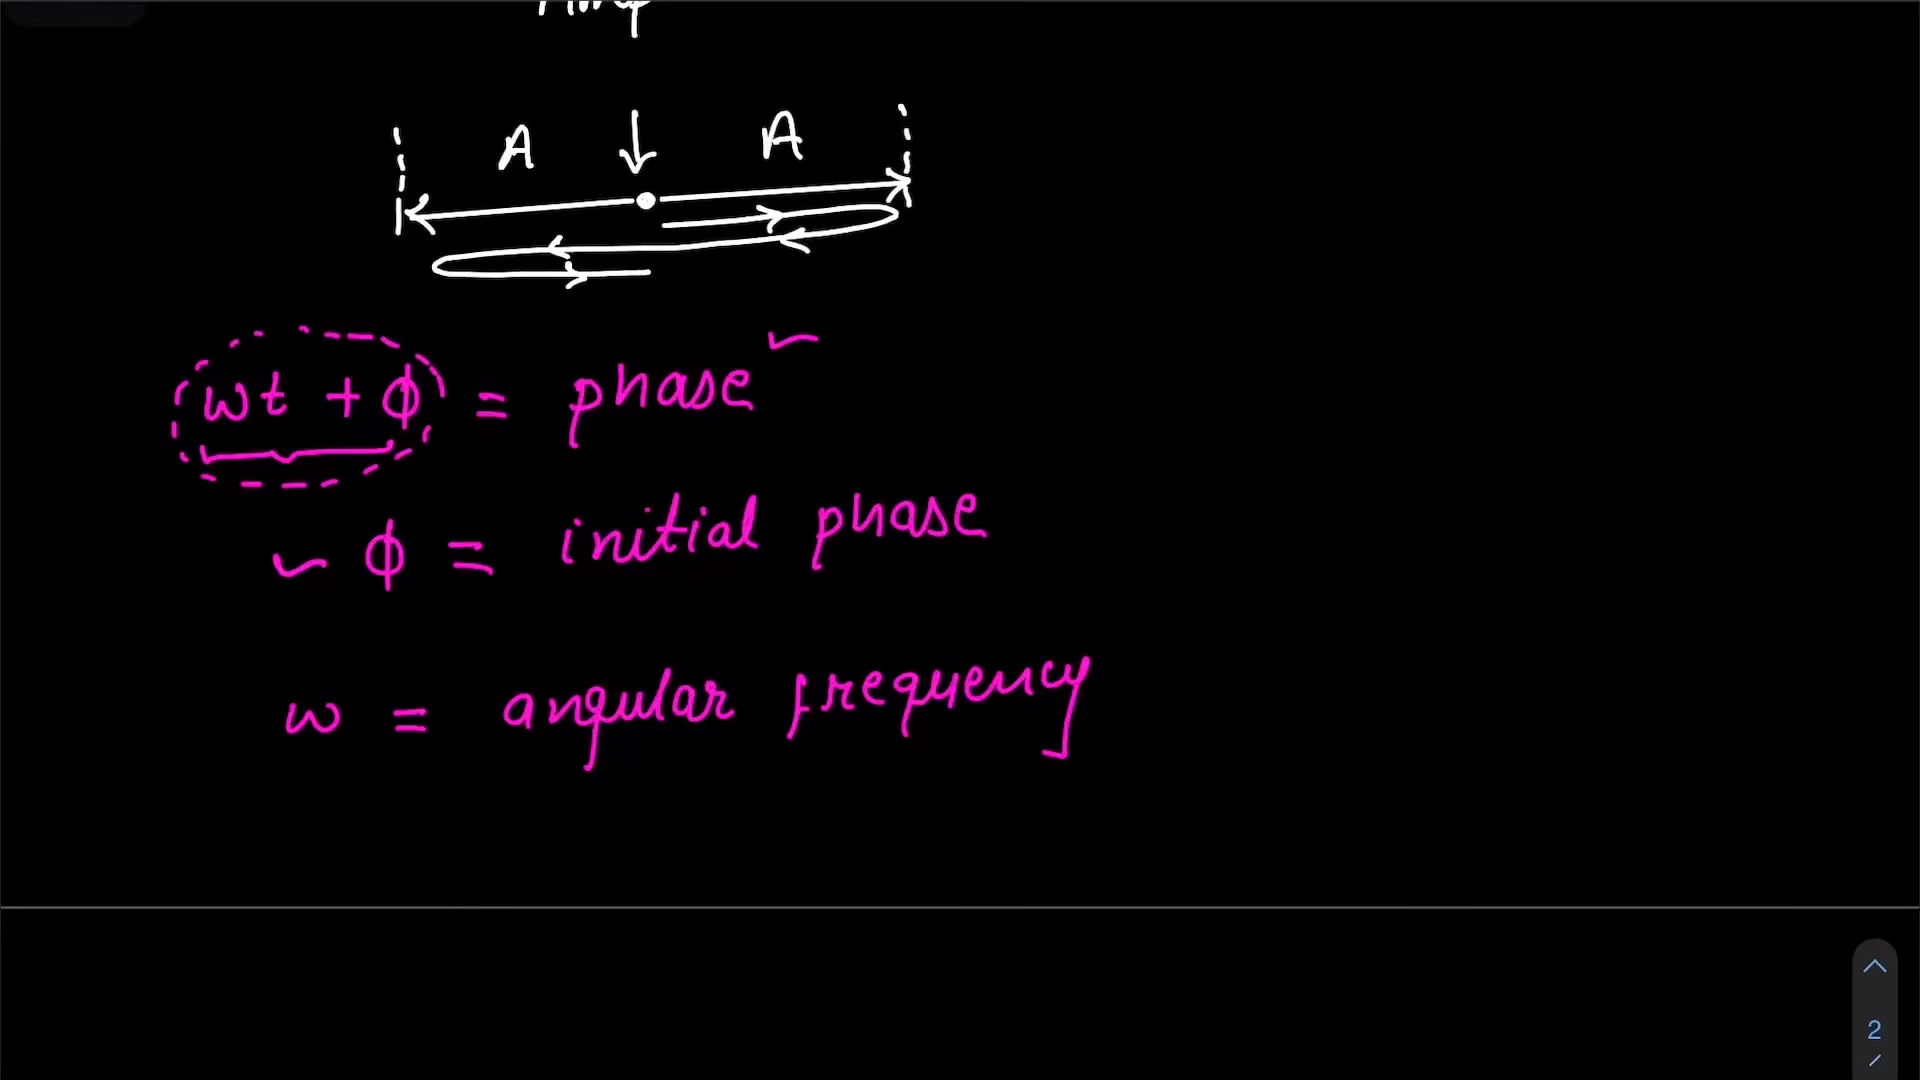 A A
ωt + ϕ = phase
ϕ = initial phase
ω = angular frequency
2